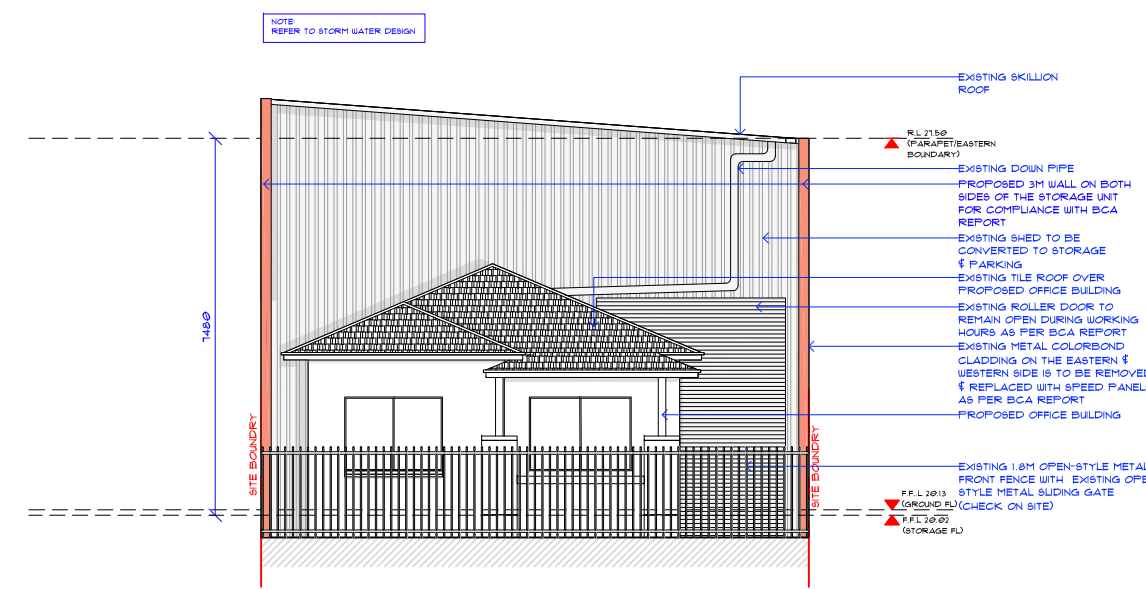 NOTE:
REFER TO STORM WATER DESIGN
EXISTING SKILLION
ROOF
R.L 27.50
(PARAPET/EASTERN
BOUNDARY)
EXISTING DOWN PIPE
PROPOSED 3M WALL ON BOTH
SIDES OF THE STORAGE UNIT
FOR COMPLIANCE WITH BCA
REPORT
EXISTING SHED TO BE
CONVERTED TO STORAGE
& PARKING
EXISTING TILE ROOF OVER
PROPOSED OFFICE BUILDING
EXISTING ROLLER DOOR TO
REMAIN OPEN DURING WORKING
HOURS AS PER BCA REPORT
EXISTING METAL COLORBOND
CLADDING ON THE EASTERN &
WESTERN SIDE IS TO BE REMOVED
& REPLACED WITH SPEED PANEL
AS PER BCA REPORT
PROPOSED OFFICE BUILDING
EXISTING 1.8M OPEN-STYLE METAL
FRONT FENCE WITH EXISTING OPE
STYLE METAL SLIDING GATE
(CHECK ON SITE)
F.F.L 20.13
(GROUND FL)
F.F.L 20.02
(STORAGE FL)
7480
SITE BOUNDRY
SITE BOUNDRY